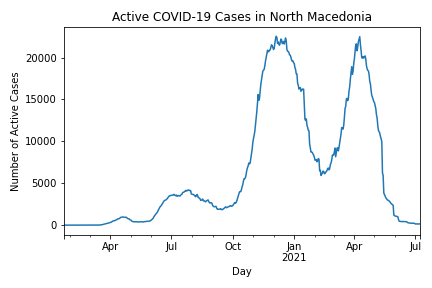 Active COVID-19 Cases in North Macedonia
Number of Active Cases
20000
15000
10000
5000
0
Apr
Jul
Oct
Jan
2021
Apr
Jul
Day